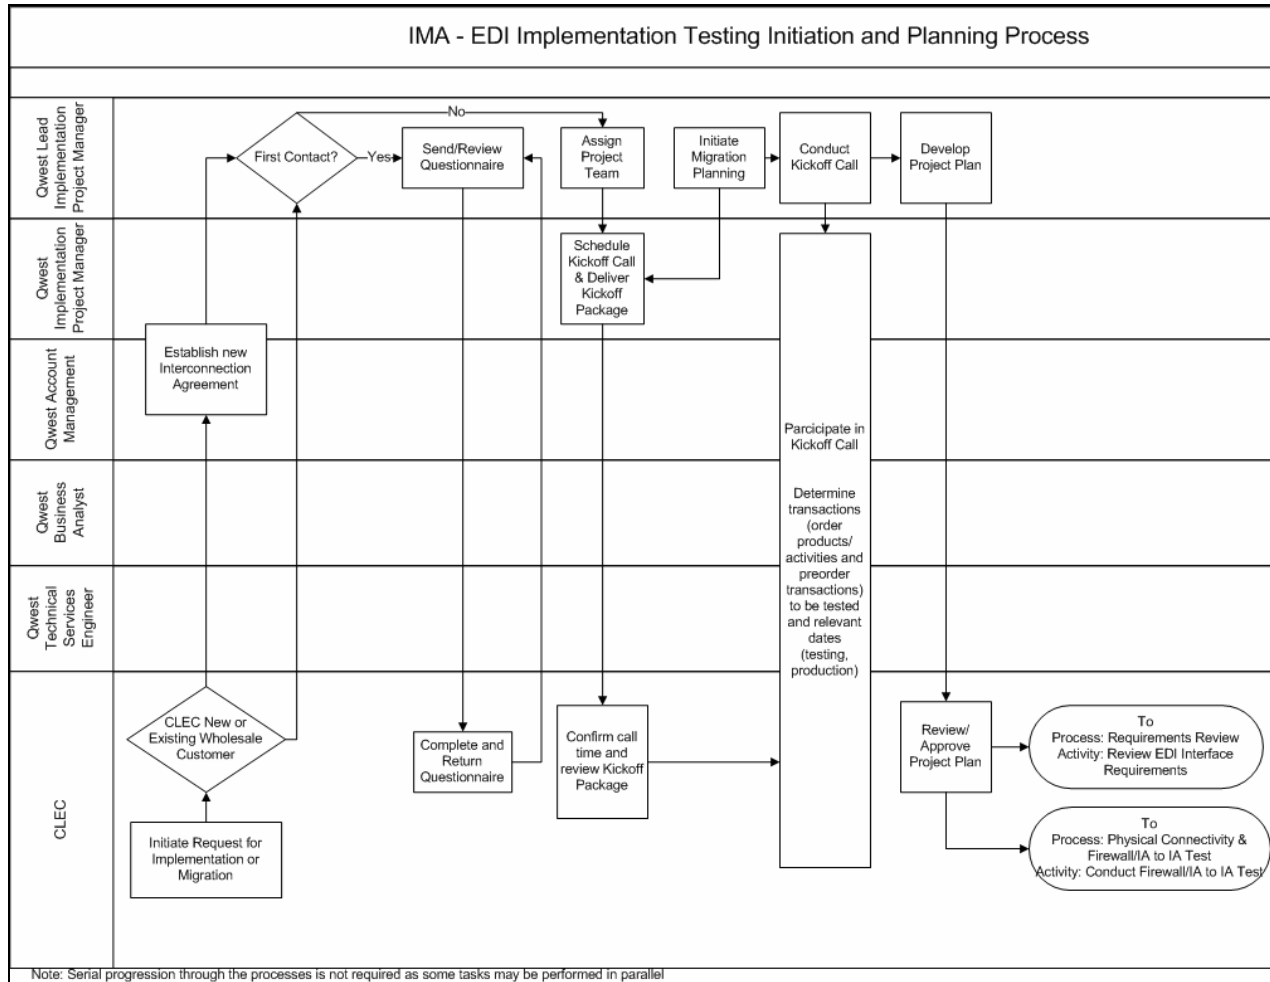 IMA - EDI Implementation Testing Initiation and Planning Process
Qwest Lead
Implementation
Project Manager
First Contact?
No
Yes
Send/Review
Questionnaire
Assign
Project
Team
Initiate
Migration
Planning
Conduct
Kickoff Call
Develop
Project Plan
Qwest
Implementation
Project Manager
Schedule
Kickoff Call
& Deliver
Kickoff
Package
Qwest Account
Management
Establish new
Interconnection
Agreement
Parcicipate in
Kickoff Call
Determine
transactions
(order
products/
activities and
preorder
transactions)
to be tested
and relevant
dates
(testing,
production)
Qwest
Business
Analyst
Qwest
Technical
Services
Engineer
CLEC
CLEC New or
Existing Wholesale
Customer
Initiate Request for
Implementation or
Migration
Complete and
Return
Questionnaire
Confirm call
time and
review Kickoff
Package
Review/
Approve
Project Plan
To
Process: Requirements Review
Activity: Review EDI Interface
Requirements
To
Process: Physical Connectivity &
Firewall/IA to IA Test
Activity: Conduct Firewall/IA to IA Test
Note: Serial progression through the processes is not required as some tasks may be performed in parallel